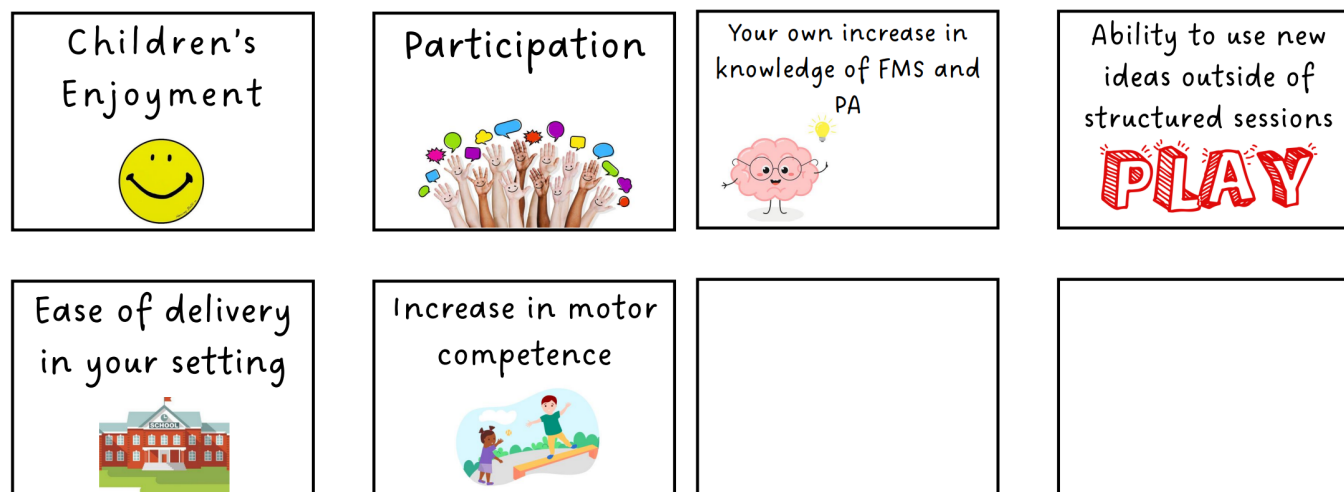 Children's
Enjoyment
Participation
Your own increase in
knowledge of FMS and
PA
Ability to use new
ideas outside of
structured sessions
PLAY
Ease of delivery
in your setting
SCHOOL
Increase in motor
competence